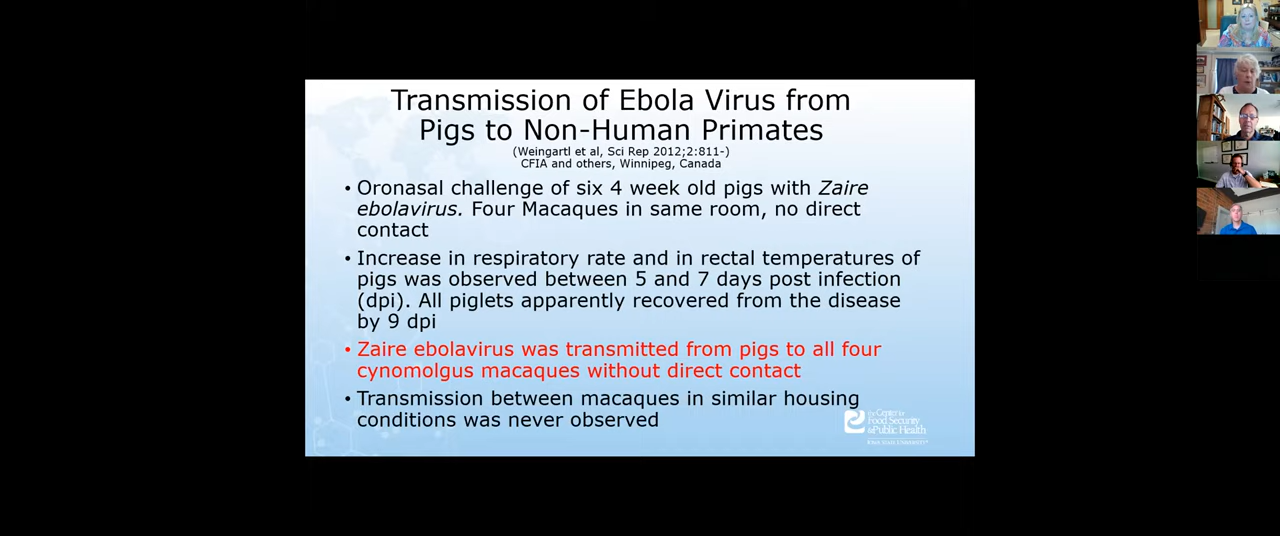 Transmission of Ebola Virus from
Pigs to Non-Human Primates
(Weingartl et al, Sci Rep 2012;2:811-)
CFIA and others, Winnipeg, Canada
• Oronasal challenge of six 4 week old pigs with Zaire
ebolavirus. Four Macaques in same room, no direct
contact
• Increase in respiratory rate and in rectal temperatures of
pigs was observed between 5 and 7 days post infection
(dpi). All piglets apparently recovered from the disease
by 9 dpi
• Zaire ebolavirus was transmitted from pigs to all four
cynomolgus macaques without direct contact
• Transmission between macaques in similar housing
conditions was never observed
the Center for
Food Security
& Public Health
IOWA STATE UNIVERSITY®